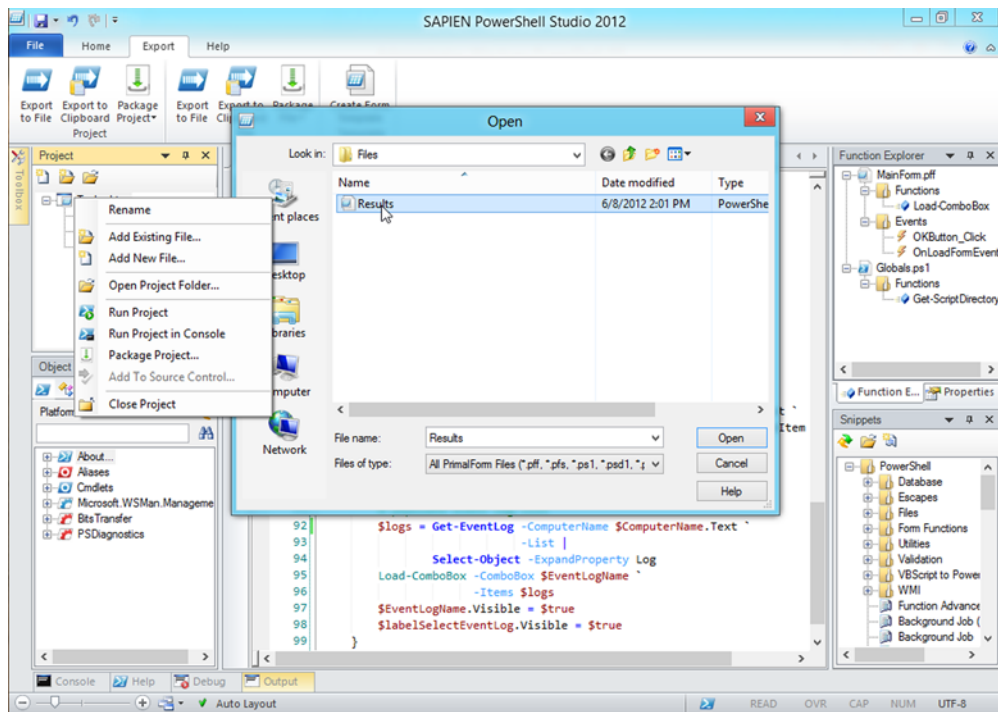 SAPIEN PowerShell Studio 2012
File Home Export Help
Export to File Export to Clipboard Package Project Export to File
Create Form
Project
Toolbox
Project
Rename
Add Existing File...
Add New File...
Open Project Folder...
Run Project
Run Project in Console
Package Project...
Add To Source Control...
Close Project
Object
Platform
About...
Aliases
Cmdlets
Microsoft.WSMan.Manageme
BitsTransfer
PSDiagnostics
Open
Look in: Files
Name Date modified Type
Results 6/8/2012 2:01 PM PowerShe
Desktop
Network
File name: Results Open
Files of type: All PrimalForm Files (*.pff, *.pfs, *.ps1, *.psd1, Cancel
Help
92 $logs = Get-EventLog -ComputerName $ComputerName.Text `
93 -List |
94 Select-Object -ExpandProperty Log
95 Load-ComboBox -ComboBox $EventLogName `
96 -Items $logs
97 $EventLogName.Visible = $true
98 $labelSelectEventLog.Visible = $true
99 }
Function Explorer
MainForm.pff
Functions
Load-ComboBox
Events
OKButton_Click
OnLoadFormEvent
Globals.ps1
Functions
Get-ScriptDirectory
Function E... Properties
Snippets
PowerShell
Database
Escapes
Files
Form Functions
Utilities
Validation
VBScript to Power
WMI
Function Advance
Background Job (
Background Job
Console Help Debug Output
Auto Layout READ OVR CAP NUM UTF-8